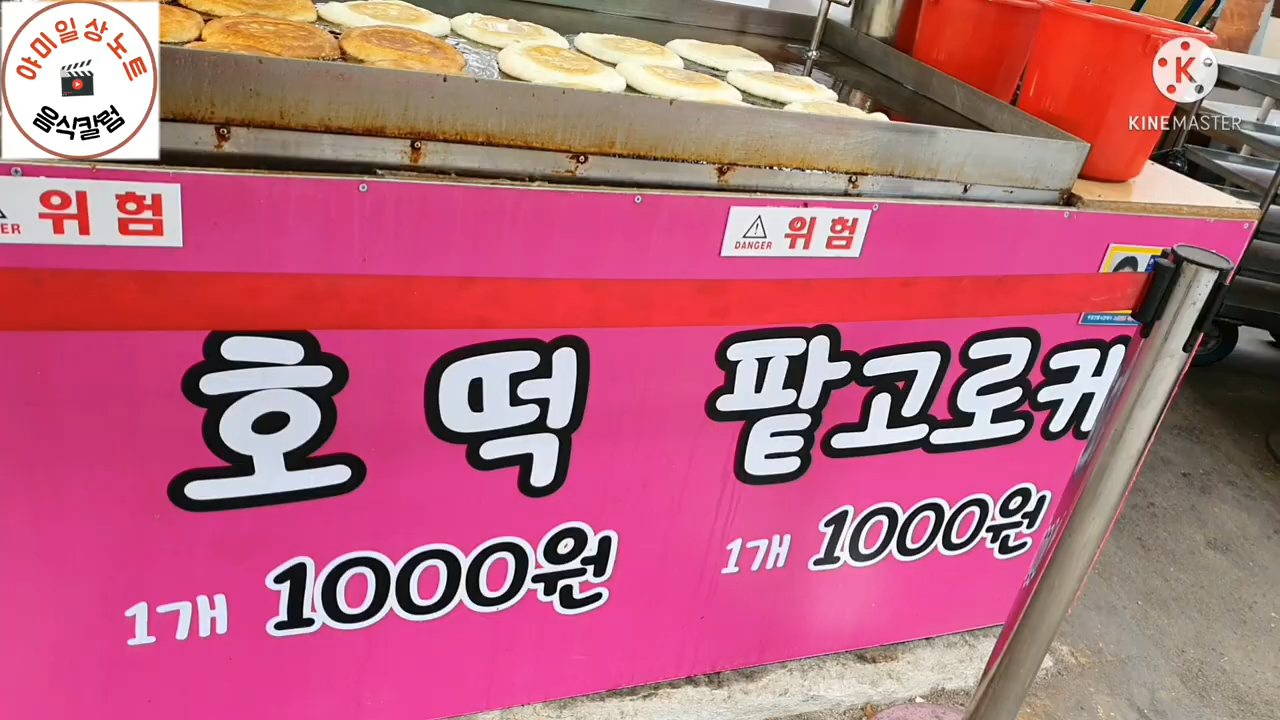 야미일상노트
음식칼럼
KINEMASTER
위험
DANGER 위험
호떡 팥고로케
1개 1000원
1개 1000원